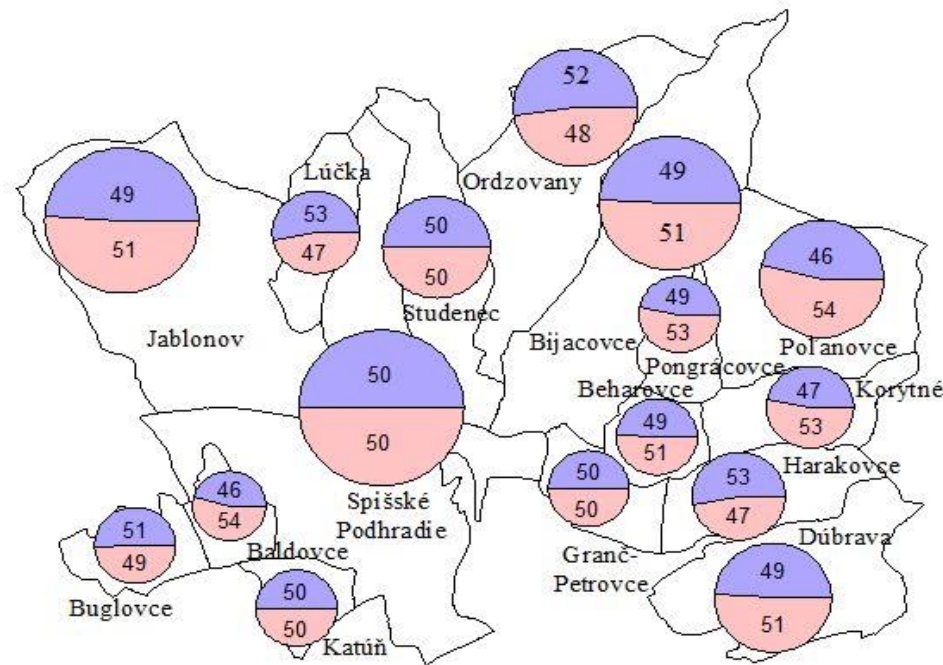 52
48
Ordzovany
Lúčka
53
47
49
51
Jablonov
50
50
Studenec
49
51
Bijacovce
46
54
Poľanovce
49
53
Pongrácovce
Beharovce
49
51
47
53
Korytné
Harakovce
50
50
Spišské
Podhradie
50
50
Granč-
Petrovce
53
47
Dúbrava
49
51
46
54
Baldovce
51
49
Buglovce
50
50
Katúň